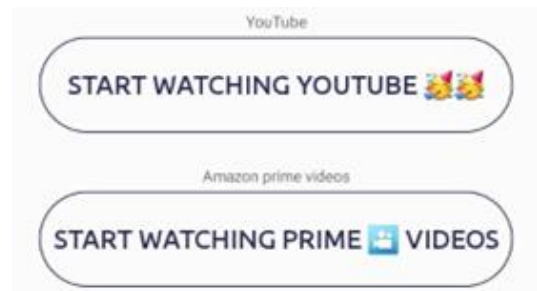 YouTube
START WATCHING YOUTUBE 🥳🥳
Amazon prime videos
START WATCHING PRIME 🎦 VIDEOS